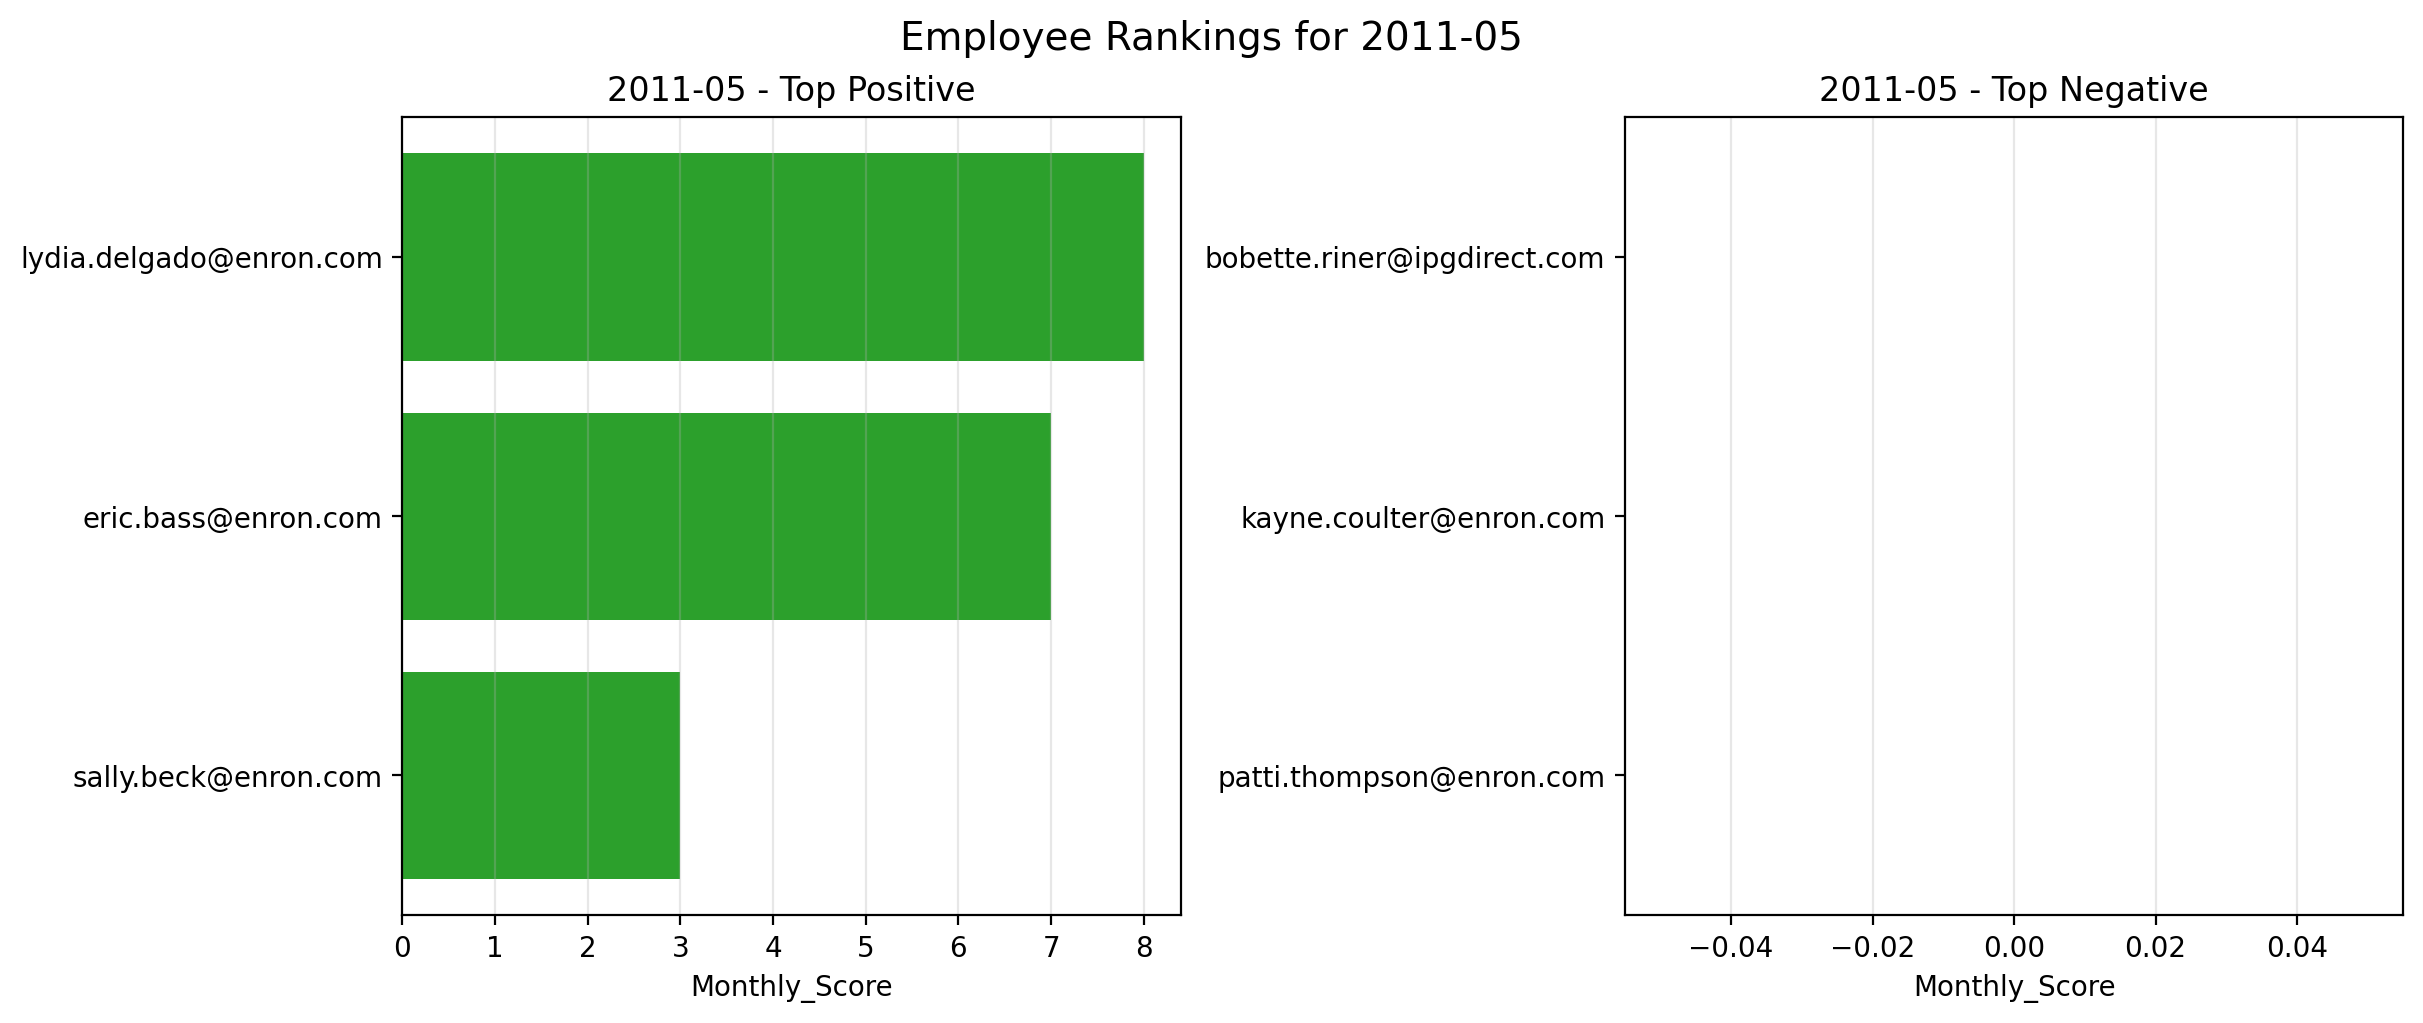 Employee Rankings for 2011-05
2011-05 - Top Positive
lydia.delgado@enron.com
eric.bass@enron.com
sally.beck@enron.com
0 1 2 3 4 5 6 7 8
Monthly_Score
2011-05 - Top Negative
bobette.riner@ipgdirect.com
kayne.coulter@enron.com
patti.thompson@enron.com
−0.04 −0.02 0.00 0.02 0.04
Monthly_Score